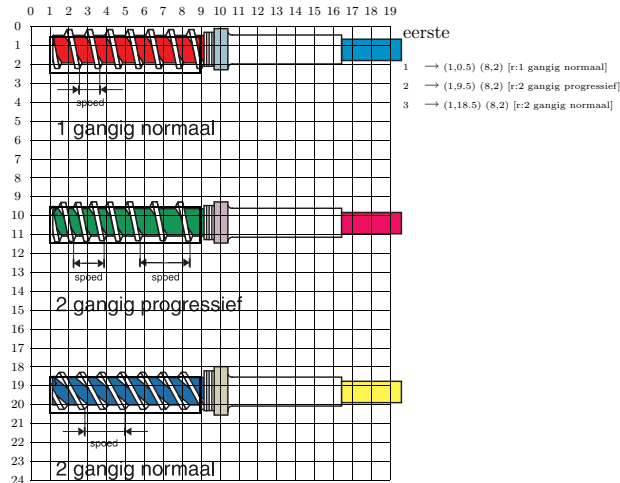 0 1 2 3 4 5 6 7 8 9 10 11 12 13 14 15 16 17 18 19
0
1
2
3
4
5
6
7
8
9
10
11
12
13
14
15
16
17
18
19
20
21
22
23
24
spoed
1 gangig normaal
spoed spoed
2 gangig progressief
spoed
2 gangig normaal
eerste
1 → (1,0.5) (8,2) [r:1 gangig normaal]
2 → (1,9.5) (8,2) [r:2 gangig progressief]
3 → (1,18.5) (8,2) [r:2 gangig normaal]